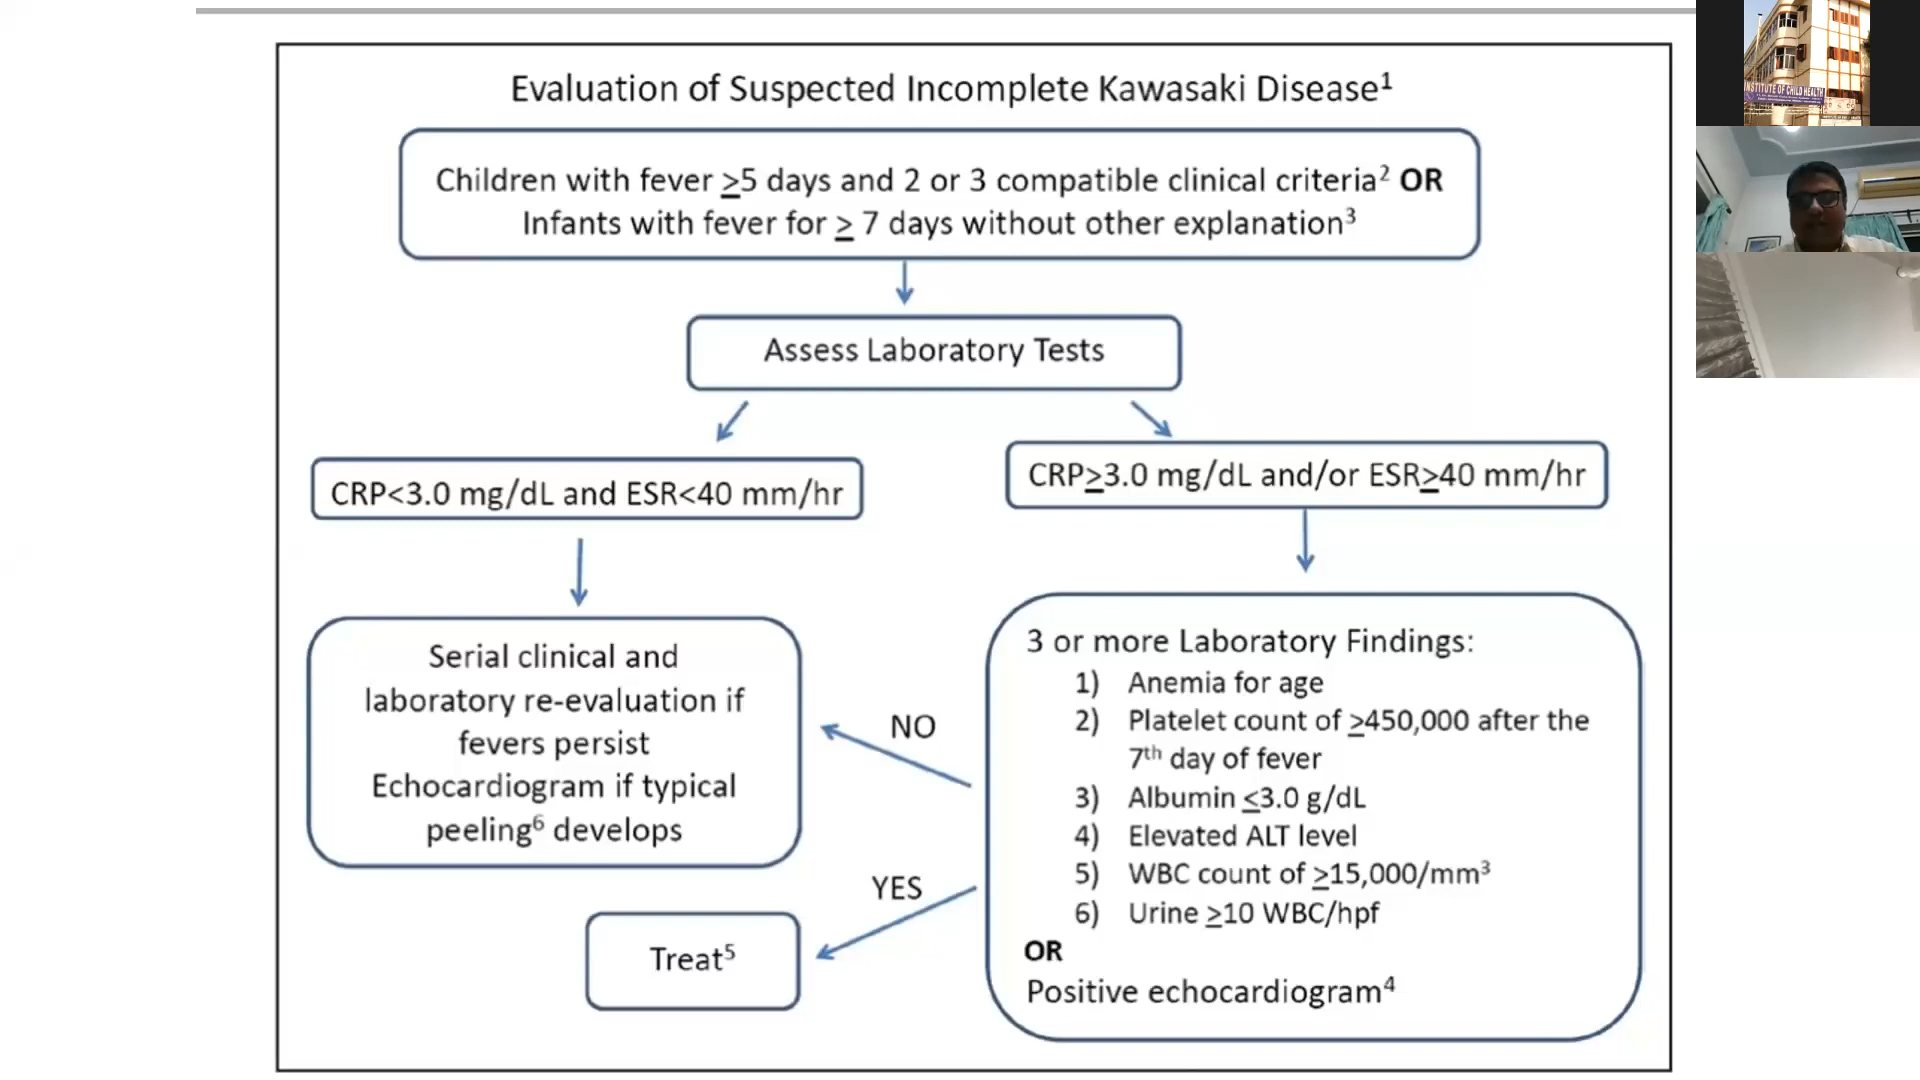 Evaluation of Suspected Incomplete Kawasaki Disease¹
Children with fever ≥5 days and 2 or 3 compatible clinical criteria² OR
Infants with fever for ≥ 7 days without other explanation³
Assess Laboratory Tests
CRP<3.0 mg/dL and ESR<40 mm/hr
CRP≥3.0 mg/dL and/or ESR≥40 mm/hr
Serial clinical and
laboratory re-evaluation if
fevers persist
Echocardiogram if typical
peeling⁶ develops
NO
YES
Treat⁵
3 or more Laboratory Findings:
1) Anemia for age
2) Platelet count of ≥450,000 after the
7th day of fever
3) Albumin ≤3.0 g/dL
4) Elevated ALT level
5) WBC count of ≥15,000/mm³
6) Urine ≥10 WBC/hpf
OR
Positive echocardiogram⁴
INSTITUTE OF CHILD HEALTH